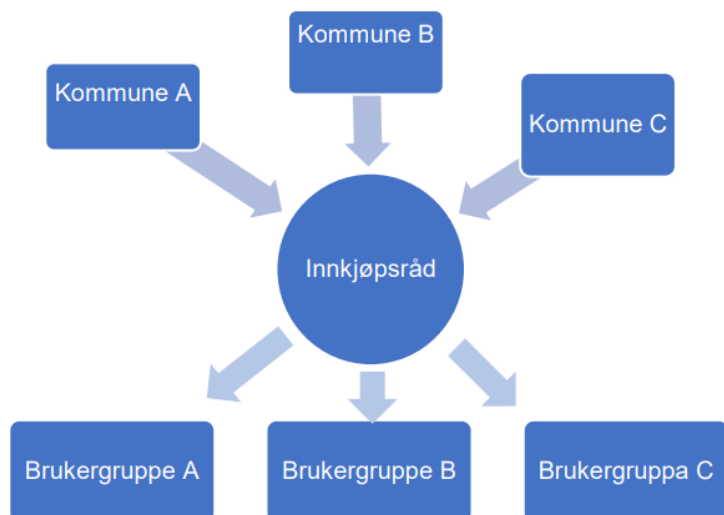 Kommune A
Kommune B
Kommune C
Innkjøpsråd
Brukergruppe A
Brukergruppe B
Brukergruppa C